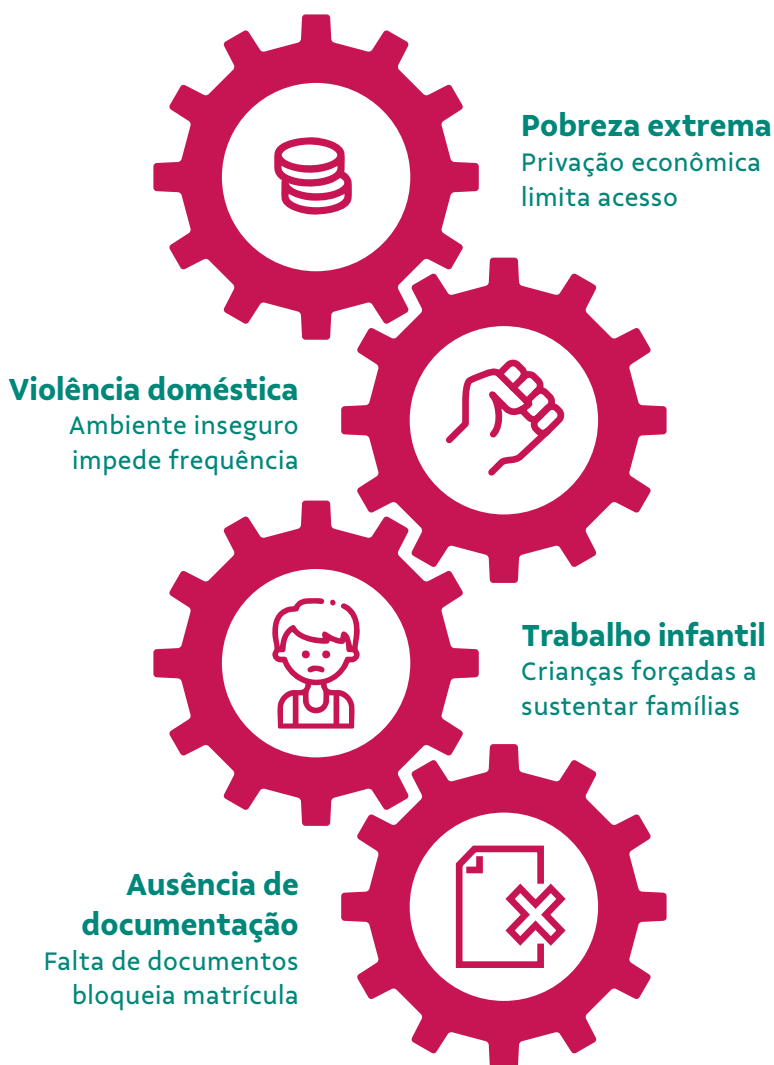 Pobreza extrema
Privação econômica
limita acesso
Violência doméstica
Ambiente inseguro
impede frequência
Trabalho infantil
Crianças forçadas a
sustentar famílias
Ausência de
documentação
Falta de documentos
bloqueia matrícula